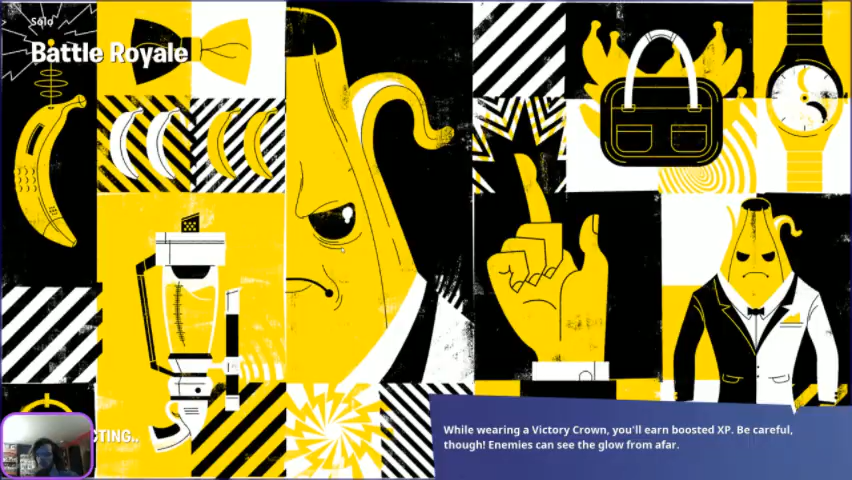 Solo
Battle Royale
CTING..
While wearing a Victory Crown, you'll earn boosted XP. Be careful,
though! Enemies can see the glow from afar.